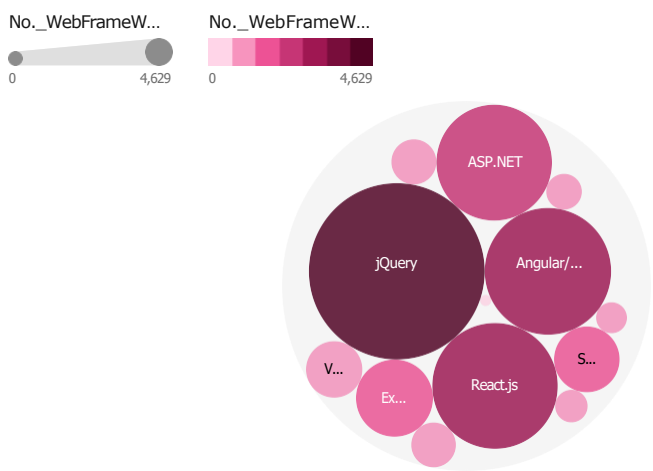 No._WebFrameW...
No._WebFrameW...
0
4,629
0
4,629
ASP.NET
jQuery
Angular/...
S...
V...
React.js
Ex...